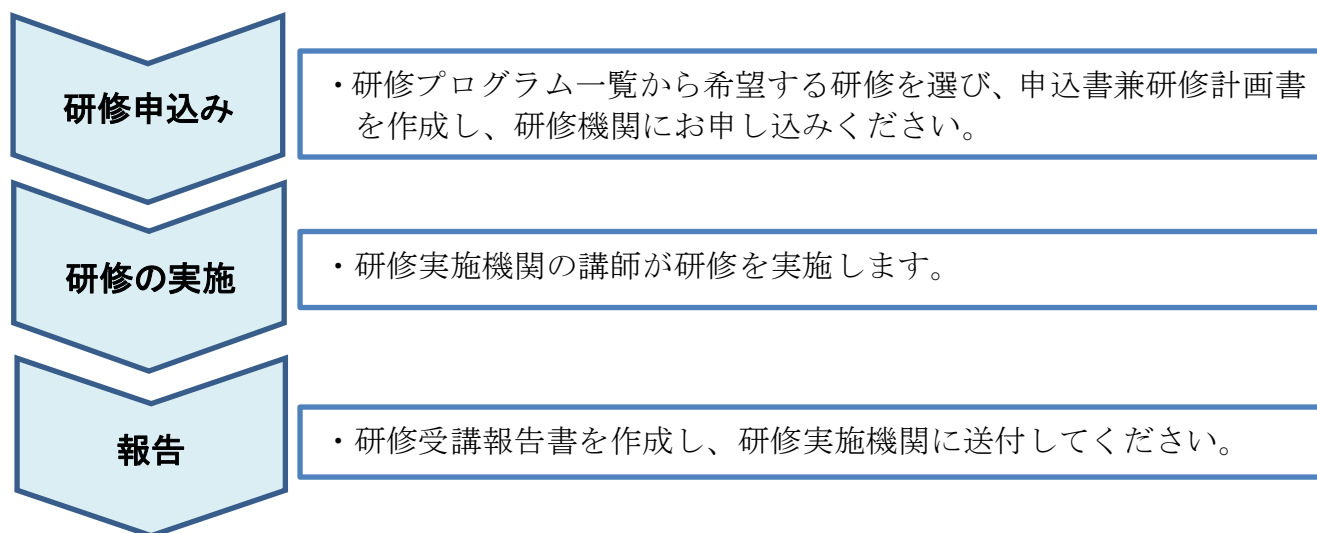 研修申込み
・研修プログラム一覧から希望する研修を選び、申込書兼研修計画書
を作成し、研修機関にお申し込みください。
研修の実施
・研修実施機関の講師が研修を実施します。
報告
・研修受講報告書を作成し、研修実施機関に送付してください。